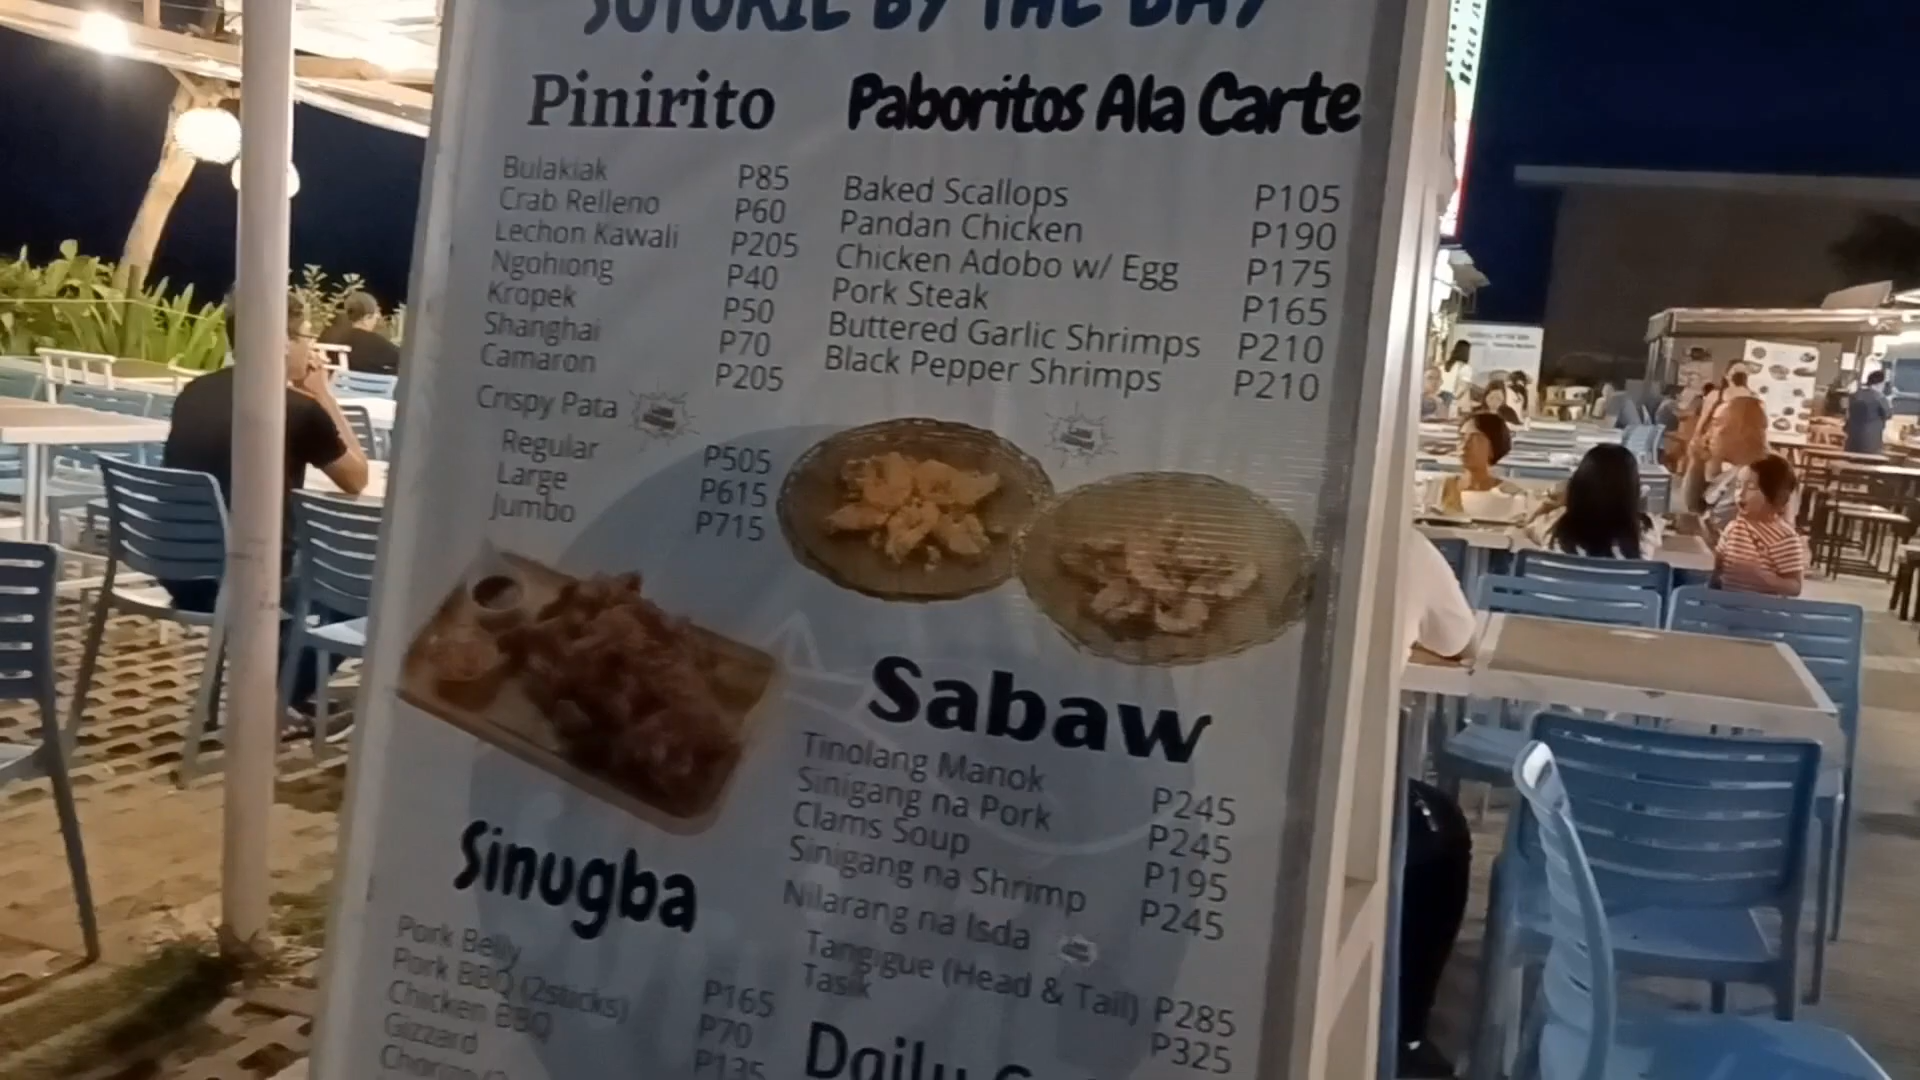 SUTUKIL BY THE BAY
Pinirito
Bulakiak P85
Crab Relleno P60
Lechon Kawali P205
Ngohiong P40
Kropek P50
Shanghai P70
Camaron P205
Crispy Pata
Regular P505
Large P615
Jumbo P715
Paboritos Ala Carte
Baked Scallops P105
Pandan Chicken P190
Chicken Adobo w/ Egg P175
Pork Steak P165
Buttered Garlic Shrimps P210
Black Pepper Shrimps P210
Sabaw
Tinolang Manok P245
Sinigang na Pork P245
Clams Soup P195
Sinigang na Shrimp P245
Nilarang na Isda
Tangigue (Head & Tail) P285
Tasik P325
Sinugba
Pork Belly P165
Pork BBQ (2sticks) P70
Chicken BBQ P135
Gizzard
Daily